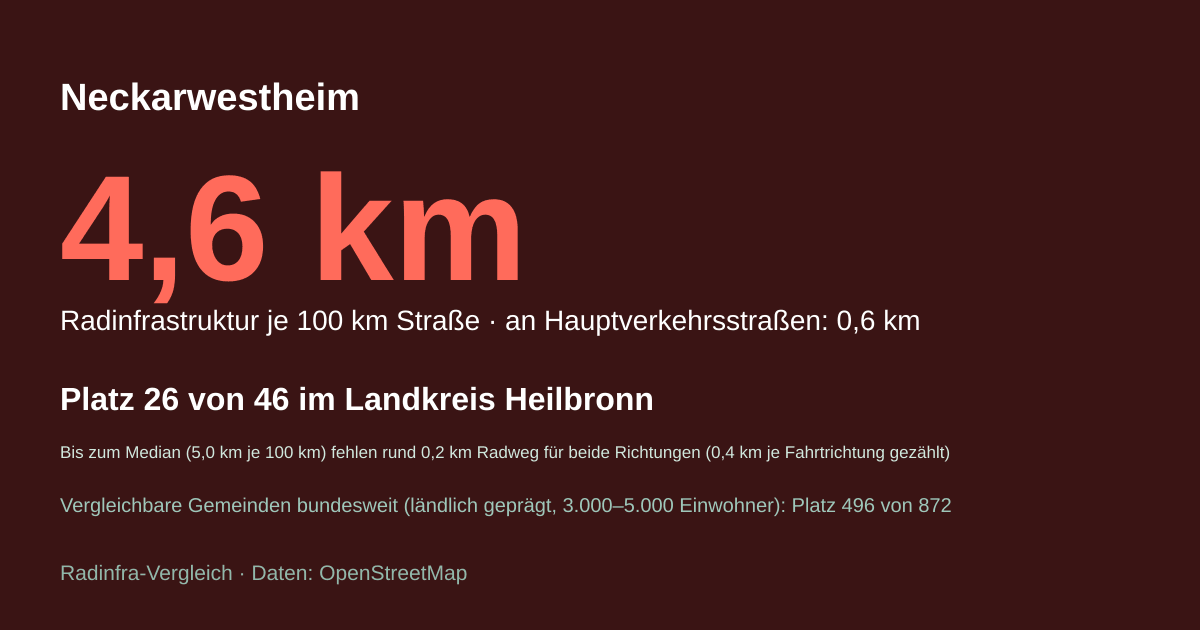 Neckarwestheim
4,6 km
Radinfrastruktur je 100 km Straße · an Hauptverkehrsstraßen: 0,6 km
Platz 26 von 46 im Landkreis Heilbronn
Bis zum Median (5,0 km je 100 km) fehlen rund 0,2 km Radweg für beide Richtungen (0,4 km je Fahrtrichtung gezählt)
Vergleichbare Gemeinden bundesweit (ländlich geprägt, 3.000–5.000 Einwohner): Platz 496 von 872
Radinfra-Vergleich · Daten: OpenStreetMap